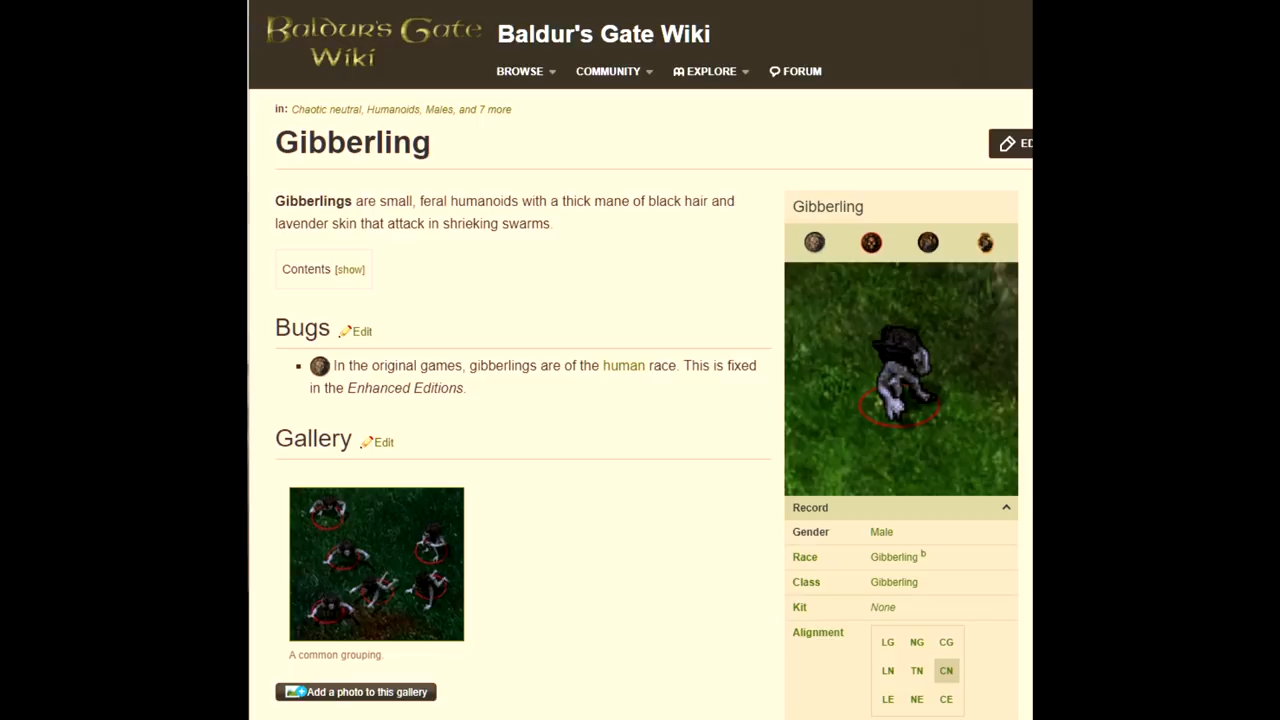 Baldur's Gate
Wiki
Baldur's Gate Wiki
BROWSE COMMUNITY EXPLORE FORUM
in: Chaotic neutral, Humanoids, Males, and 7 more
Gibberling
ED
Gibberlings are small, feral humanoids with a thick mane of black hair and
lavender skin that attack in shrieking swarms.
Contents [show]
Bugs Edit
In the original games, gibberlings are of the human race. This is fixed
in the Enhanced Editions.
Gallery Edit
A common grouping.
Add a photo to this gallery
Gibberling
Record
Gender Male
Race Gibberling b
Class Gibberling
Kit None
Alignment
LG NG CG
LN TN CN
LE NE CE